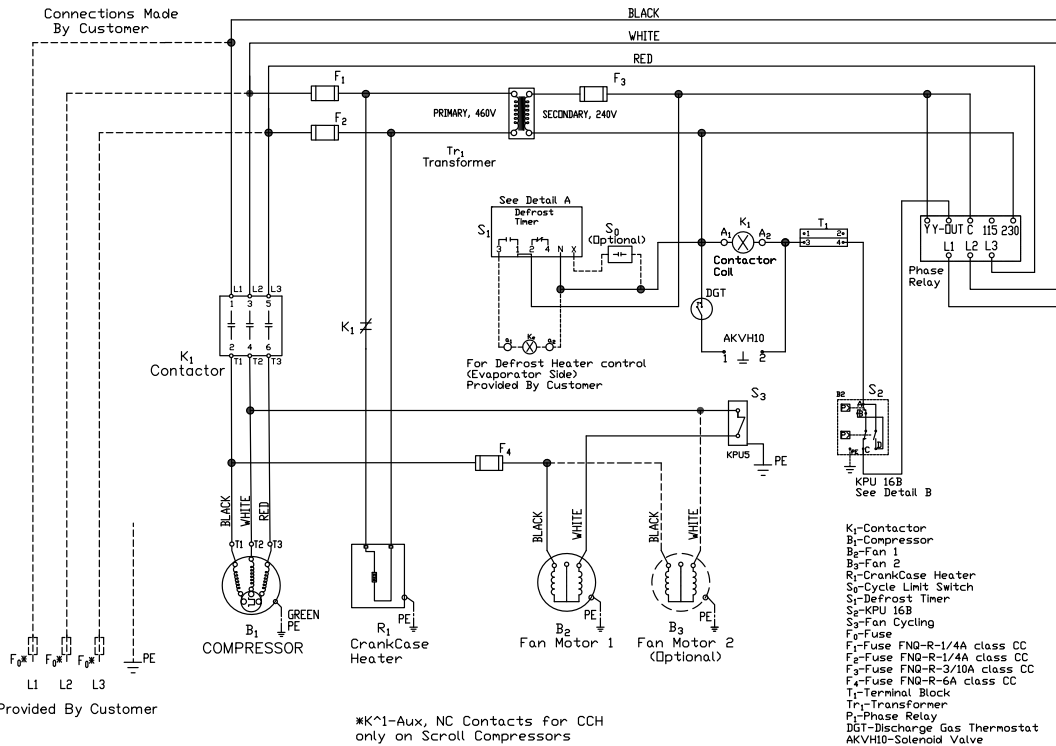 Connections Made
By Customer
BLACK
WHITE
RED
F1
F2
F3
PRIMARY, 460V
SECONDARY, 240V
Tr1
Transformer
See Detail A
Defrost
Timer
S1
3 1 2 4 N X
S0
(Optional)
A1 K1 A2
Contactor
Coil
T1
1 2
3 4
Y Y-OUT C 115 230
L1 L2 L3
Phase
Relay
DGT
AKVH10
1 2
L1 L2 L3
1 3 5
2 4 6
T1 T2 T3
K1
Contactor
K1
a1 Ke a2
For Defrost Heater control
(Evaporator Side)
Provided By Customer
S3
KPU5
PE
B2
S2
P A
B
P
D
PE C
KPU 16B
See Detail B
F4
BLACK
WHITE
RED
BLACK
WHITE
BLACK
WHITE
T1 T2 T3
GREEN
PE
B1
COMPRESSOR
PE
R1
CrankCase
Heater
PE
B2
Fan Motor 1
PE
B3
Fan Motor 2
(Optional)
F0* F0* F0* PE
L1 L2 L3
Provided By Customer
*K^1-Aux, NC Contacts for CCH
only on Scroll Compressors
K1-Contactor
B1-Compressor
B2-Fan 1
B3-Fan 2
R1-CrankCase Heater
S0-Cycle Limit Switch
S1-Defrost Timer
S2-KPU 16B
S3-Fan Cycling
F0-Fuse
F1-Fuse FNQ-R-1/4A class CC
F2-Fuse FNQ-R-1/4A class CC
F3-Fuse FNQ-R-3/10A class CC
F4-Fuse FNQ-R-6A class CC
T1-Terminal Block
Tr1-Transformer
P1-Phase Relay
DGT-Discharge Gas Thermostat
AKVH10-Solenoid Valve